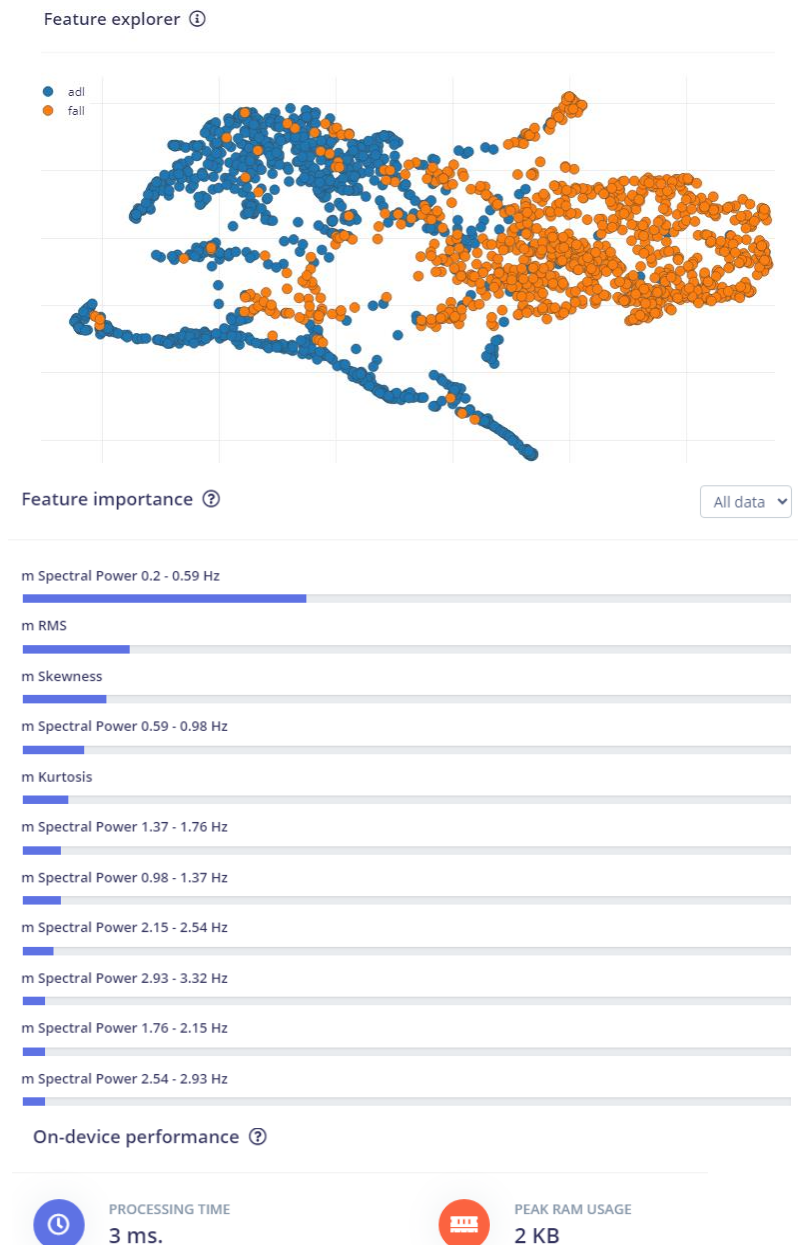 Feature explorer
adl
fall
Feature importance
All data
m Spectral Power 0.2 - 0.59 Hz
m RMS
m Skewness
m Spectral Power 0.59 - 0.98 Hz
m Kurtosis
m Spectral Power 1.37 - 1.76 Hz
m Spectral Power 0.98 - 1.37 Hz
m Spectral Power 2.15 - 2.54 Hz
m Spectral Power 2.93 - 3.32 Hz
m Spectral Power 1.76 - 2.15 Hz
m Spectral Power 2.54 - 2.93 Hz
On-device performance
PROCESSING TIME
3 ms.
PEAK RAM USAGE
2 KB